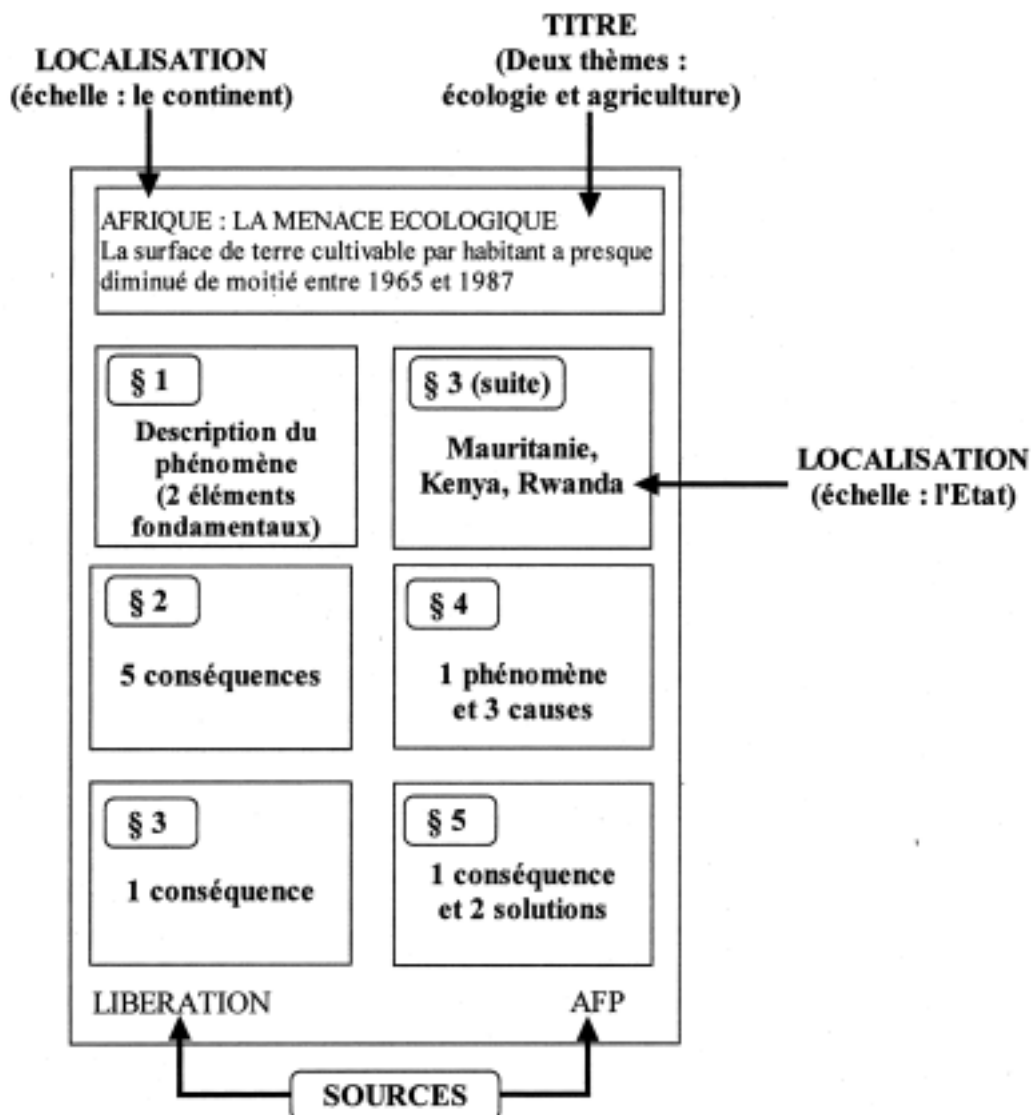 TITRE
(Deux thèmes :
écologie et agriculture)
LOCALISATION
(échelle : le continent)
AFRIQUE : LA MENACE ECOLOGIQUE
La surface de terre cultivable par habitant a presque
diminué de moitié entre 1965 et 1987
§ 1
Description du
phénomène
(2 éléments
fondamentaux)
§ 2
5 conséquences
§ 3
1 conséquence
§ 3 (suite)
Mauritanie,
Kenya, Rwanda
LOCALISATION
(échelle : l'Etat)
§ 4
1 phénomène
et 3 causes
§ 5
1 conséquence
et 2 solutions
LIBERATION
AFP
SOURCES